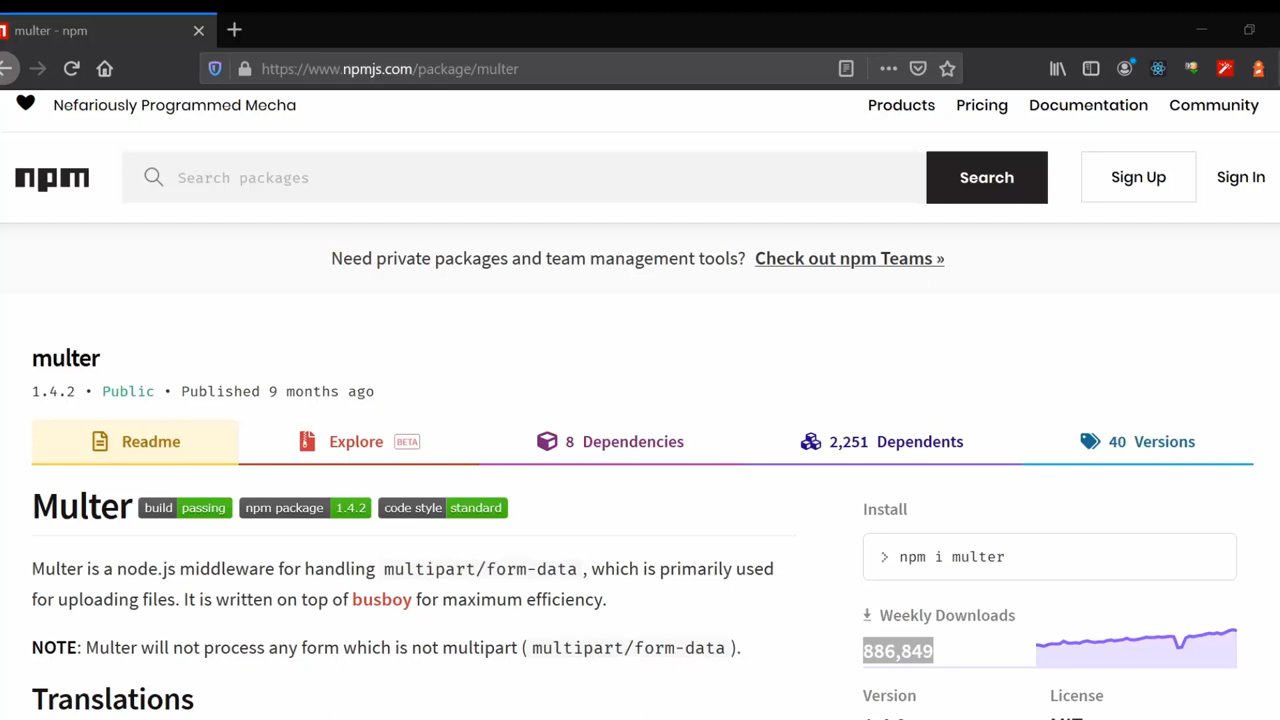 multer - npm
https://www.npmjs.com/package/multer
Nefariously Programmed Mecha
Products Pricing Documentation Community
npm
Search packages
Search
Sign Up
Sign In
Need private packages and team management tools? Check out npm Teams »
multer
1.4.2 • Public • Published 9 months ago
Readme
Explore BETA
8 Dependencies
2,251 Dependents
40 Versions
Multer build passing npm package 1.4.2 code style standard
Multer is a node.js middleware for handling multipart/form-data, which is primarily used
for uploading files. It is written on top of busboy for maximum efficiency.
NOTE: Multer will not process any form which is not multipart (multipart/form-data).
Translations
Install
> npm i multer
Weekly Downloads
886,849
Version
License